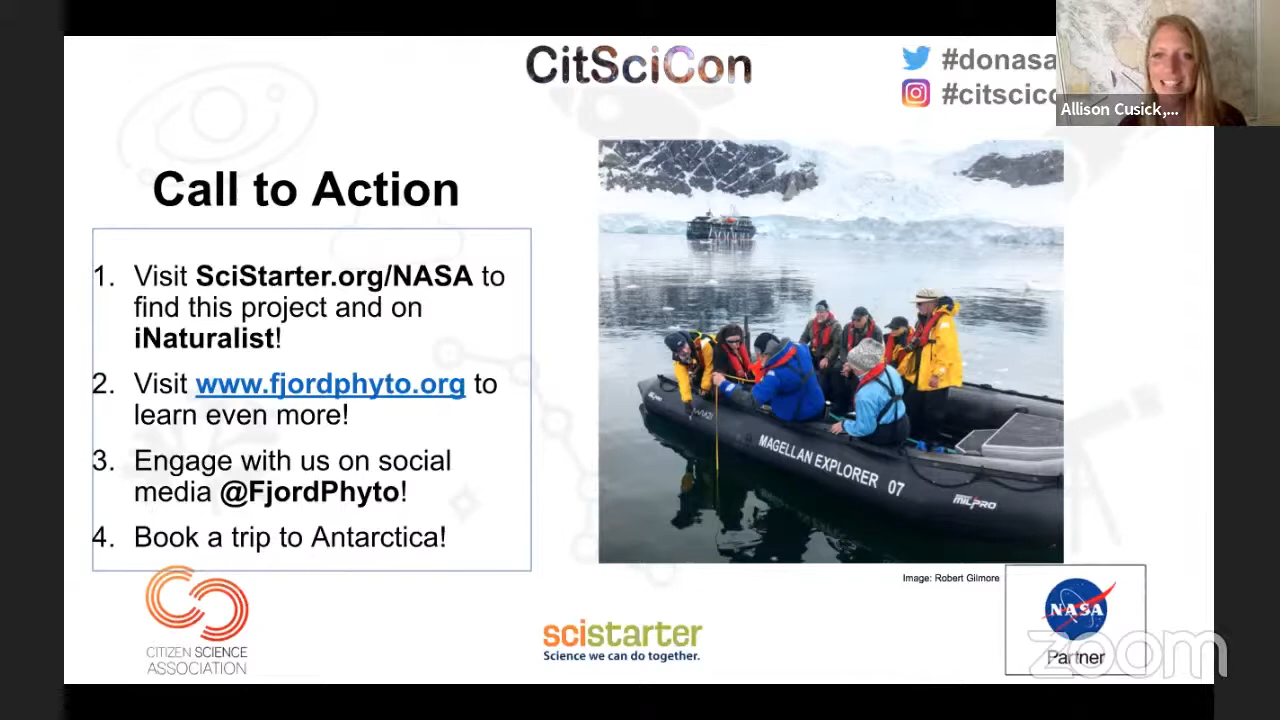 CitSciCon
#donasa
#citscico
Allison Cusick,...
Call to Action
1. Visit SciStarter.org/NASA to
find this project and on
iNaturalist!
2. Visit www.fjordphyto.org to
learn even more!
3. Engage with us on social
media @FjordPhyto!
4. Book a trip to Antarctica!
MAGELLAN EXPLORER 07
MILPRO
Image: Robert Gilmore
CITIZEN SCIENCE
ASSOCIATION
scistarter
Science we can do together.
NASA
Partner
zoom